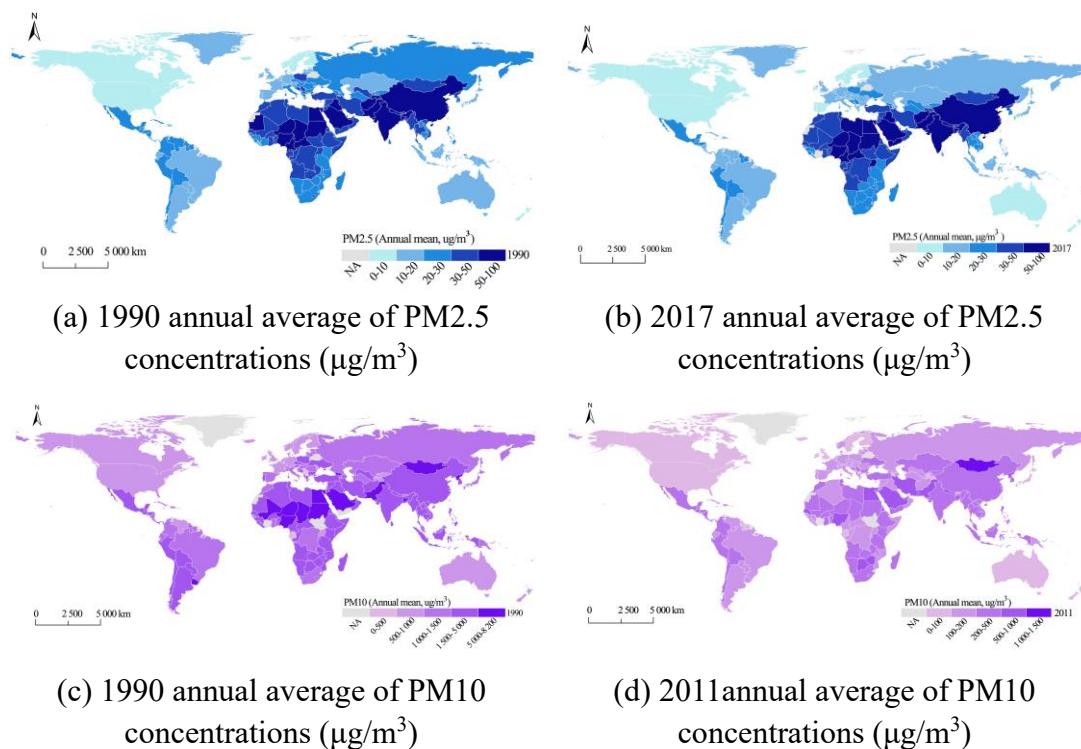 N
N
PM2.5 (Annual mean, ug/m³)
1990
NA
0-10
10-20
20-30
30-50
50-100
0 2 500 5 000 km
PM2.5 (Annual mean, μg/m³)
2017
NA
0-10
10-20
20-30
30-50
50-100
0 2 500 5 000 km
(a) 1990 annual average of PM2.5
concentrations (μg/m³)
(b) 2017 annual average of PM2.5
concentrations (μg/m³)
N
N
PM10 (Annual mean, ug/m³)
1990
NA
0-500
500-1 000
1 000-1 500
1 500-5 000
5 000-8 200
0 2 500 5 000 km
PM10 (Annual mean, ug/m³)
2011
NA
0-100
100-200
200-500
500-1 000
1 000-1 500
0 2 500 5 000 km
(c) 1990 annual average of PM10
concentrations (μg/m³)
(d) 2011annual average of PM10
concentrations (μg/m³)